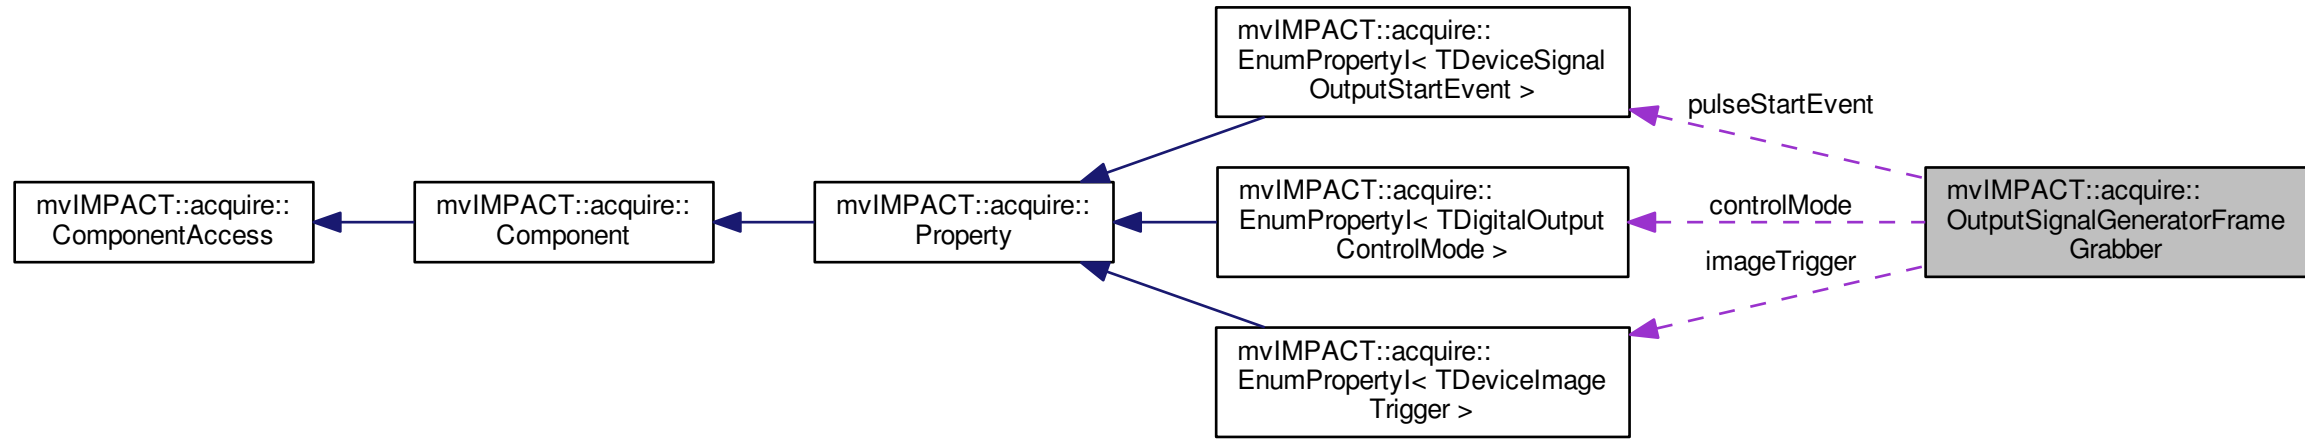 mvIMPACT::acquire::
ComponentAccess
mvIMPACT::acquire::
Component
mvIMPACT::acquire::
Property
mvIMPACT::acquire::
EnumPropertyI< TDeviceSignal
OutputStartEvent >
mvIMPACT::acquire::
EnumPropertyI< TDigitalOutput
ControlMode >
mvIMPACT::acquire::
EnumPropertyI< TDeviceImage
Trigger >
pulseStartEvent
controlMode
imageTrigger
mvIMPACT::acquire::
OutputSignalGeneratorFrame
Grabber